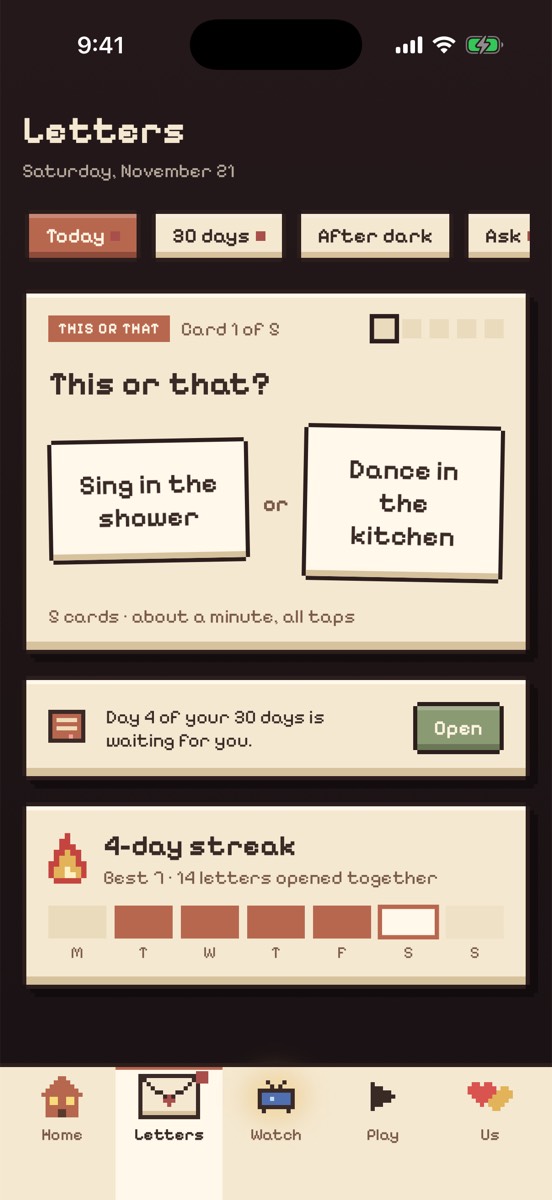 9:41
Letters
Saturday, November 21
Today
30 days
After dark
Ask
THIS OR THAT
Card 1 of 5
This or that?
Sing in the
shower
or
Dance in
the
kitchen
5 cards · about a minute, all taps
Day 4 of your 30 days is
waiting for you.
Open
4-day streak
Best 7 · 14 letters opened together
M T W T F S S
Home
Letters
Watch
Play
Us